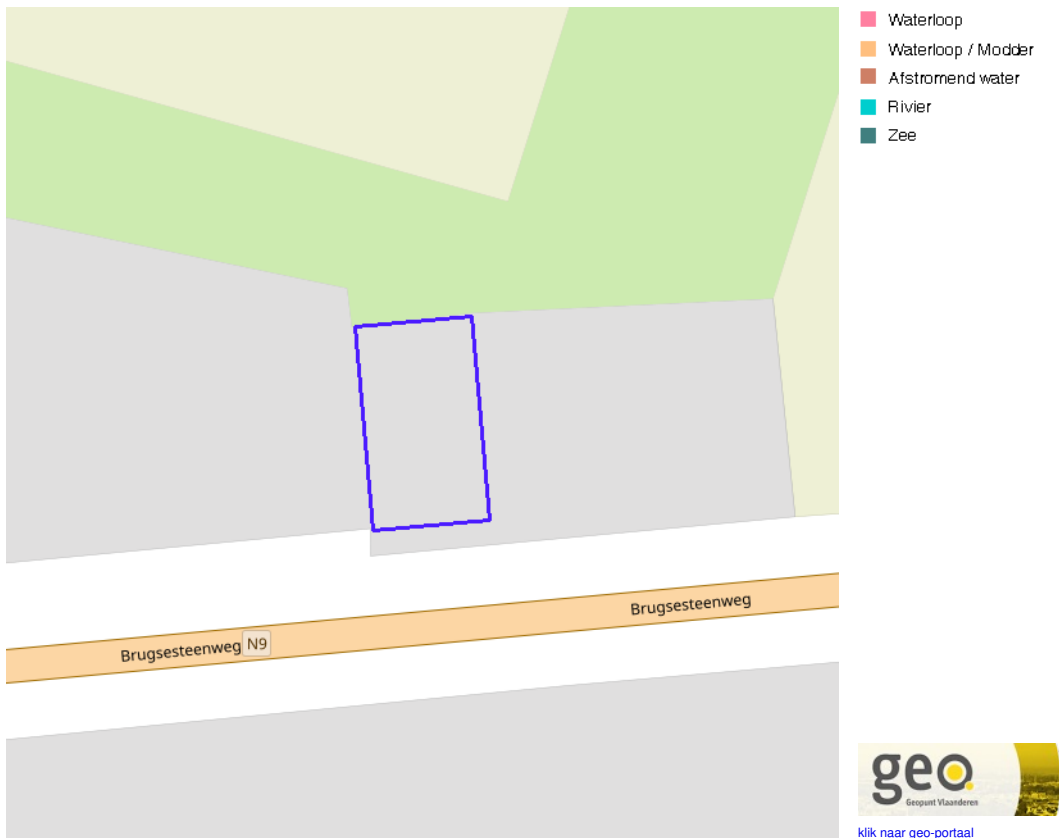 Waterloop
Waterloop / Modder
Afstromend water
Rivier
Zee
Brugsesteenweg
Brugsesteenweg N9
geo.
Geopunt Vlaanderen
klik naar geo-portaal